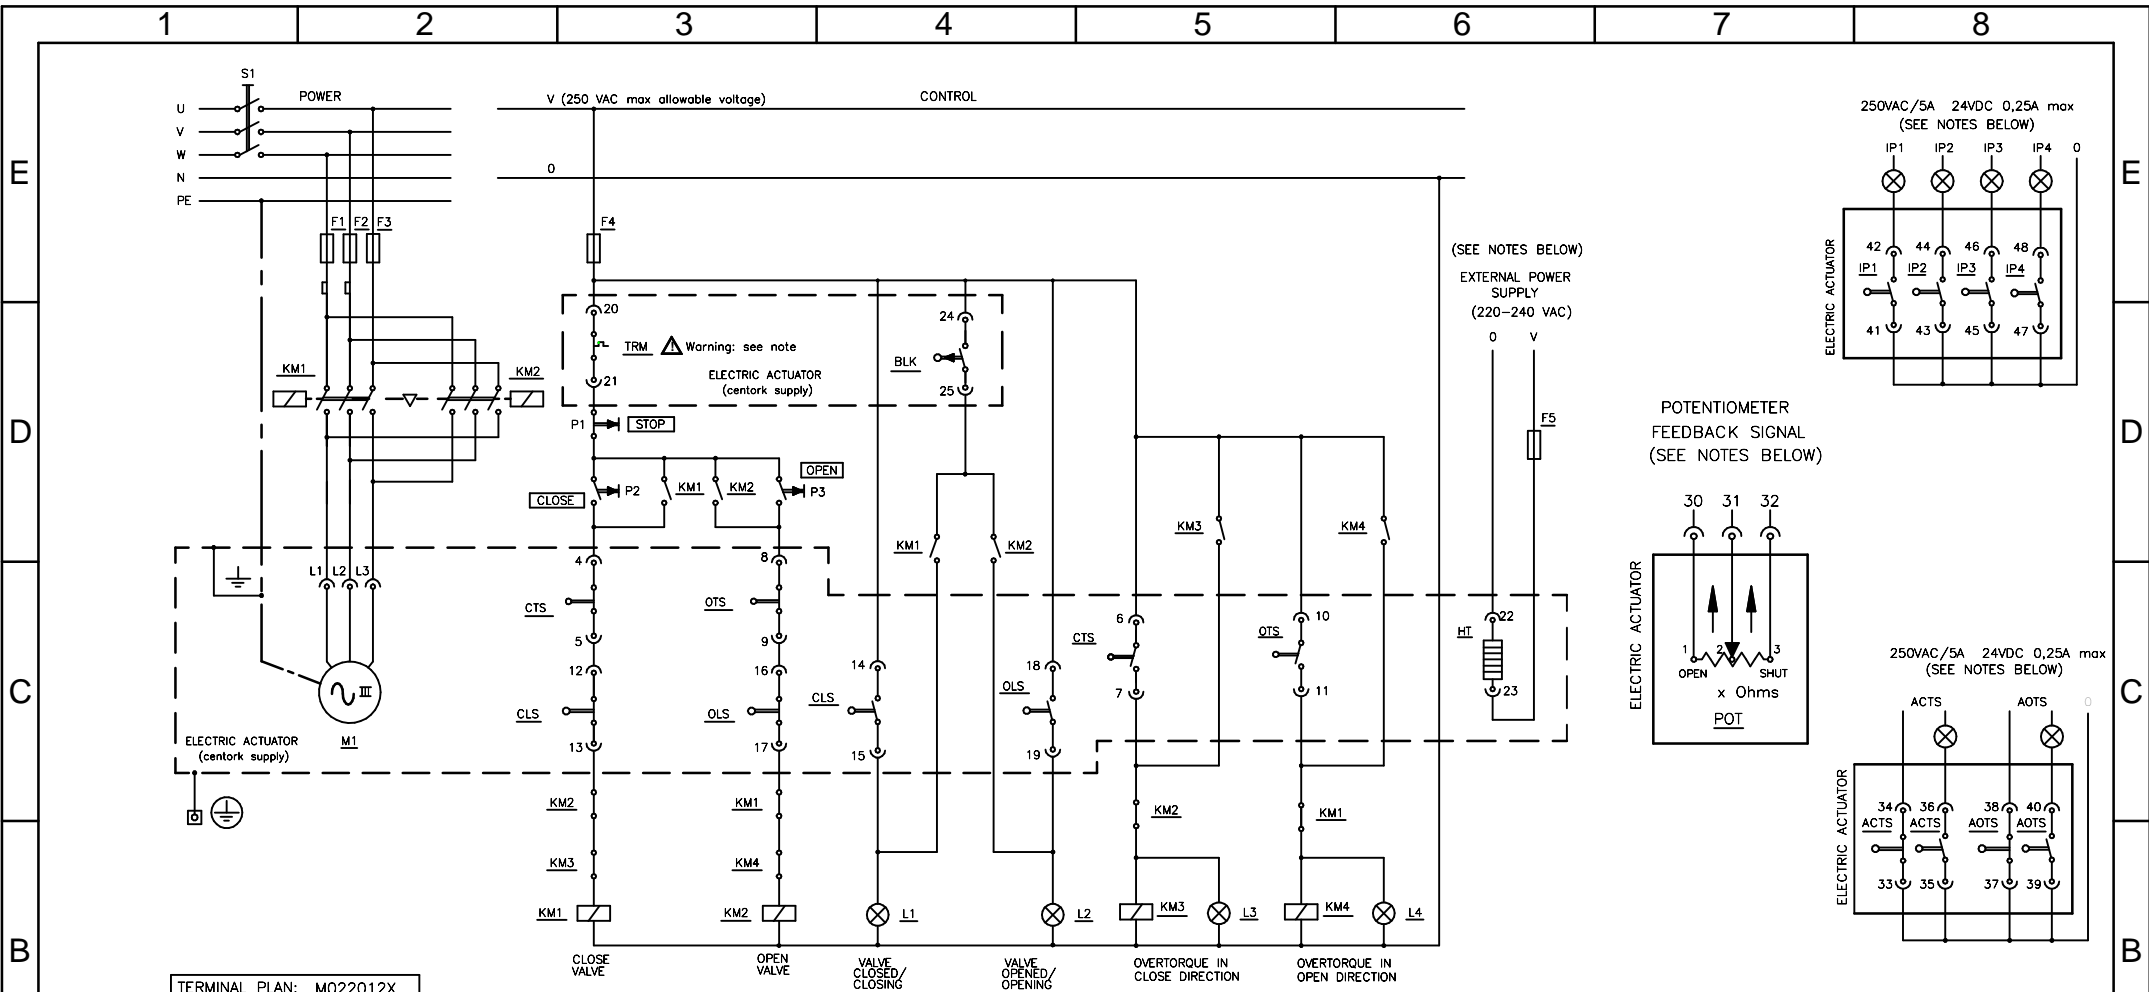 1 2 3 4 5 6 7 8
S1
POWER
V (250 VAC max allowable voltage)
CONTROL
U
V
W
N
PE
0
E
E
250VAC/5A 24VDC 0,25A max
(SEE NOTES BELOW)
IP1 IP2 IP3 IP4 0
F1 F2 F3
F4
(SEE NOTES BELOW)
EXTERNAL POWER
SUPPLY
(220-240 VAC)
0 V
F5
ELECTRIC ACTUATOR
42 44 46 48
IP1 IP2 IP3 IP4
41 43 45 47
20
TRM
Warning: see note
21
ELECTRIC ACTUATOR
(centork supply)
24
BLK
25
KM1
KM2
D
D
P1
STOP
CLOSE
P2
KM1
KM2
OPEN
P3
POTENTIOMETER
FEEDBACK SIGNAL
(SEE NOTES BELOW)
30 31 32
ELECTRIC ACTUATOR
1 2 3
OPEN SHUT
x Ohms
POT
KM1
KM2
KM3
KM4
L1 L2 L3
4
8
CTS
OTS
5
9
12
16
CLS
OLS
13
17
14
CLS
15
18
OLS
19
6
CTS
7
10
OTS
11
22
HT
23
III
M1
ELECTRIC ACTUATOR
(centork supply)
C
C
250VAC/5A 24VDC 0,25A max
(SEE NOTES BELOW)
ACTS AOTS 0
ELECTRIC ACTUATOR
34 36 38 40
ACTS ACTS AOTS AOTS
33 35 37 39
KM2
KM1
KM2
KM1
KM3
KM4
KM1
KM2
L1
L2
KM3
L3
KM4
L4
B
B
CLOSE
VALVE
OPEN
VALVE
VALVE
CLOSED/
CLOSING
VALVE
OPENED/
OPENING
OVERTORQUE IN
CLOSE DIRECTION
OVERTORQUE IN
OPEN DIRECTION
TERMINAL PLAN: M022012X